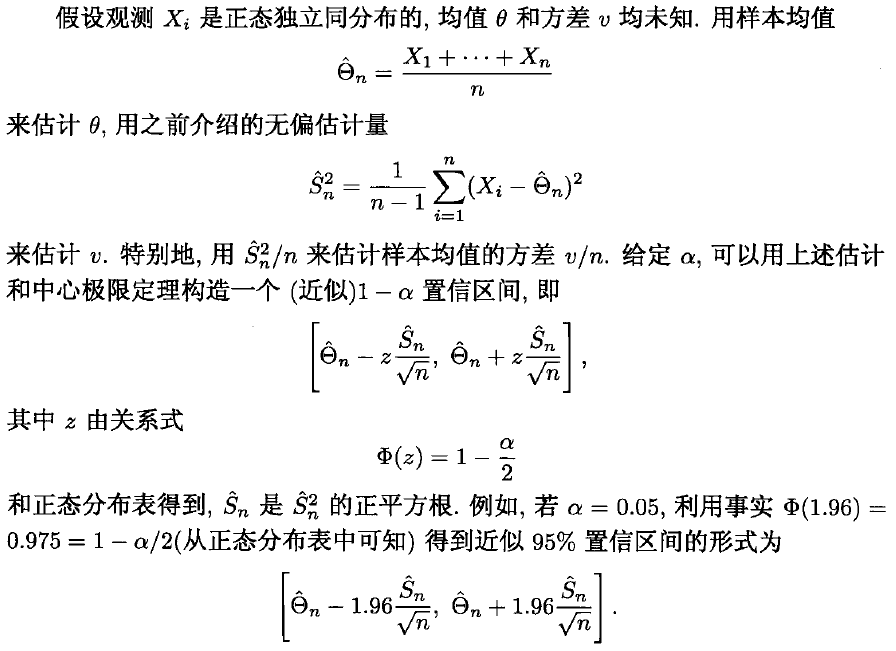 假设观测 $X_i$ 是正态独立同分布的, 均值 $\theta$ 和方差 $v$ 均未知. 用样本均值
$$\hat{\Theta}_n = \frac{X_1 + \cdots + X_n}{n}$$
来估计 $\theta$, 用之前介绍的无偏估计量
$$\hat{S}_n^2 = \frac{1}{n-1} \sum_{i=1}^{n} (X_i - \hat{\Theta}_n)^2$$
来估计 $v$. 特别地, 用 $\hat{S}_n^2/n$ 来估计样本均值的方差 $v/n$. 给定 $\alpha$, 可以用上述估计
和中心极限定理构造一个 (近似)$1-\alpha$ 置信区间, 即
$$\left[\hat{\Theta}_n - z\frac{\hat{S}_n}{\sqrt{n}},\ \hat{\Theta}_n + z\frac{\hat{S}_n}{\sqrt{n}}\right],$$
其中 $z$ 由关系式
$$\Phi(z) = 1 - \frac{\alpha}{2}$$
和正态分布表得到, $\hat{S}_n$ 是 $\hat{S}_n^2$ 的正平方根. 例如, 若 $\alpha = 0.05$, 利用事实 $\Phi(1.96) =$
$0.975 = 1 - \alpha/2$(从正态分布表中可知) 得到近似 95% 置信区间的形式为
$$\left[\hat{\Theta}_n - 1.96\frac{\hat{S}_n}{\sqrt{n}},\ \hat{\Theta}_n + 1.96\frac{\hat{S}_n}{\sqrt{n}}\right].$$